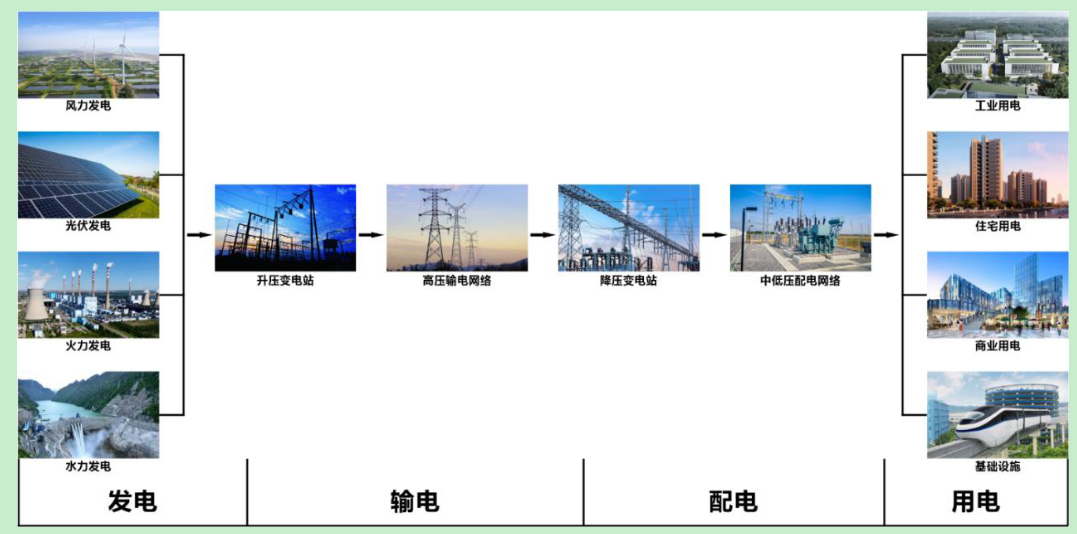 风力发电
光伏发电
火力发电
水力发电
升压变电站
高压输电网络
降压变电站
中低压配电网络
工业用电
住宅用电
商业用电
基础设施
发电
输电
配电
用电